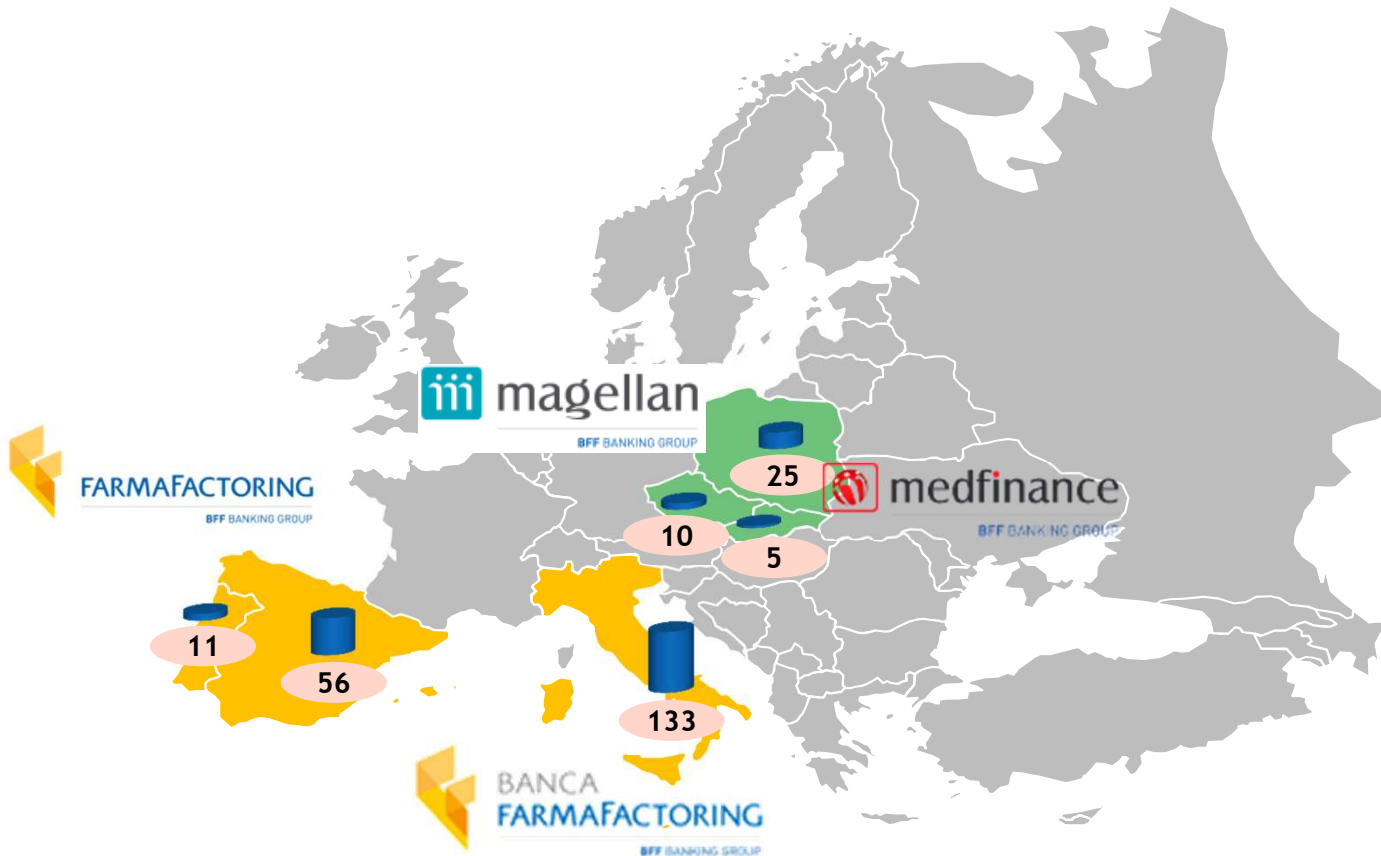 magellan
BFF BANKING GROUP
25
medfinance
BFF BANKING GROUP
FARMAFACTORING
BFF BANKING GROUP
10
5
11
56
133
BANCA
FARMAFACTORING
BFF BANKING GROUP